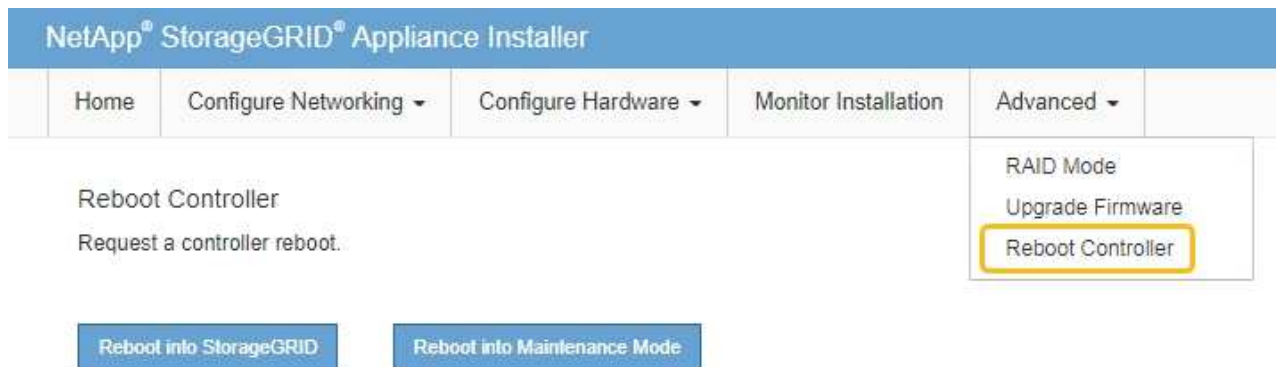 NetApp® StorageGRID® Appliance Installer
Home Configure Networking Configure Hardware Monitor Installation Advanced
RAID Mode
Upgrade Firmware
Reboot Controller
Reboot Controller
Request a controller reboot.
Reboot into StorageGRID Reboot into Maintenance Mode